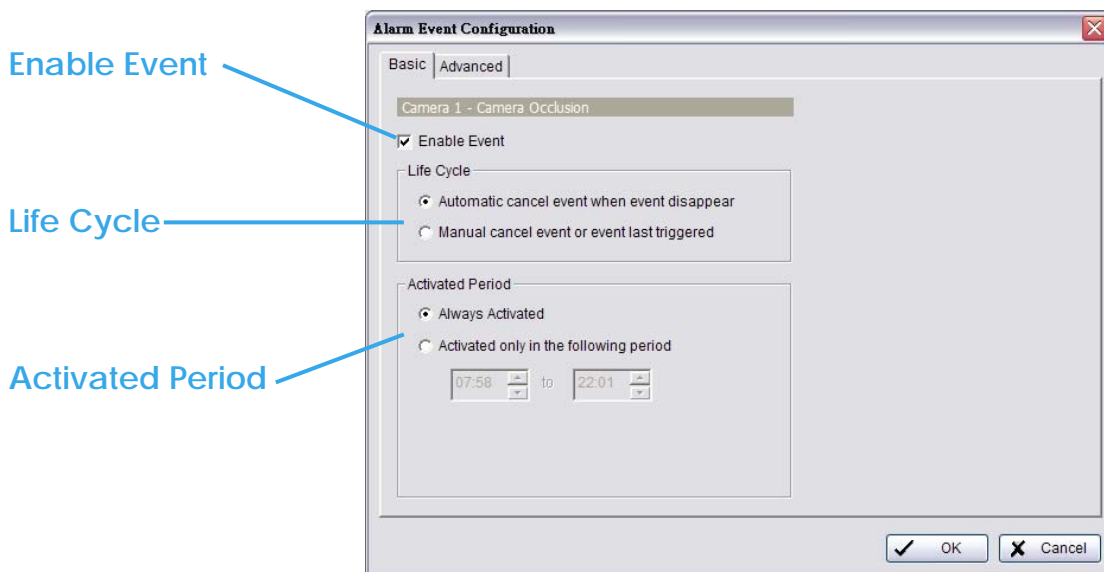 Alarm Event Configuration
Enable Event
Basic Advanced
Camera 1 - Camera Occlusion
Enable Event
Life Cycle
Automatic cancel event when event disappear
Life Cycle
Manual cancel event or event last triggered
Activated Period
Always Activated
Activated only in the following period
Activated Period
07:58 to 22:01
OK Cancel